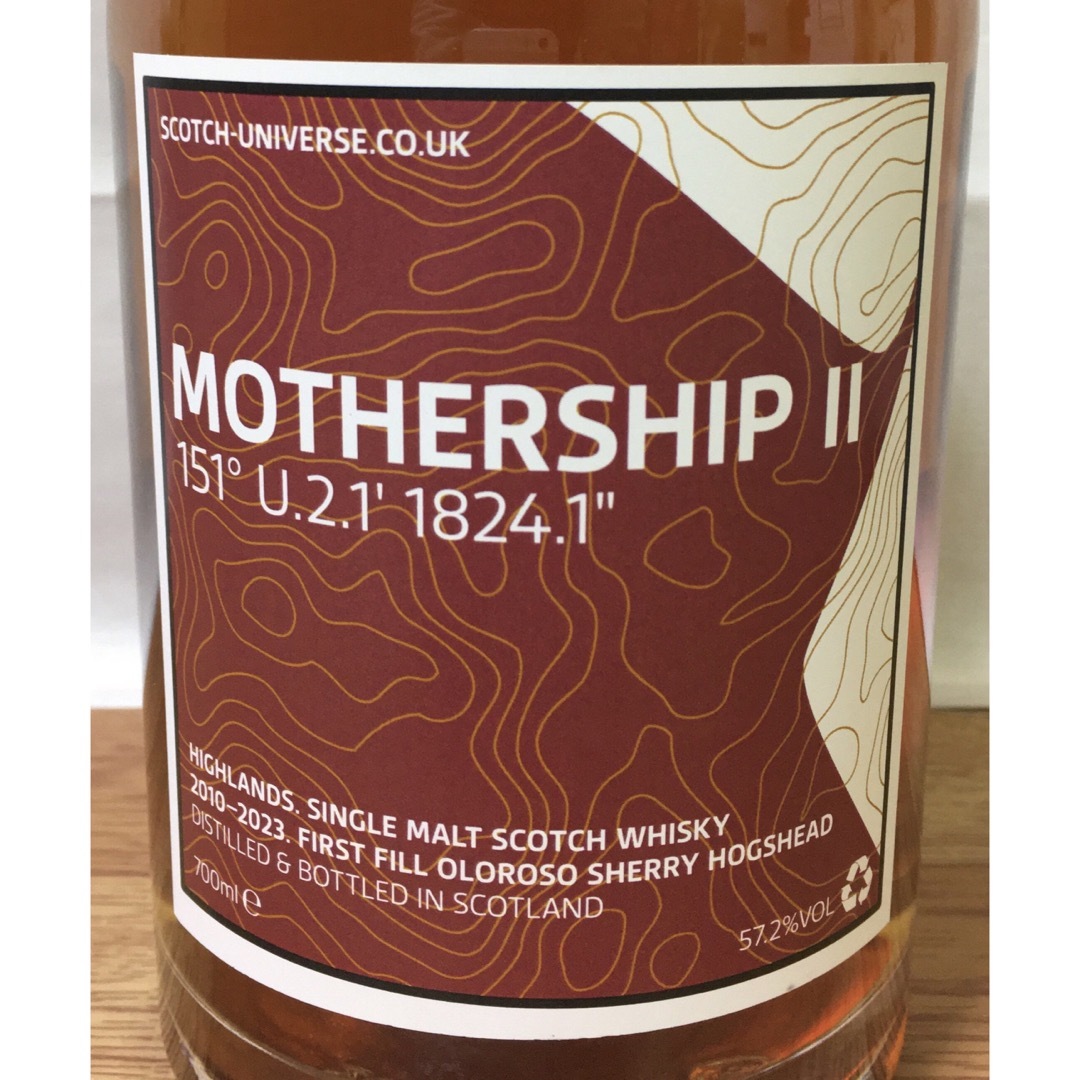 SCOTCH-UNIVERSE.CO.UK
MOTHERSHIP II
151° U.2.1' 1824.1"
HIGHLANDS. SINGLE MALT SCOTCH WHISKY
2010–2023. FIRST FILL OLOROSO SHERRY HOGSHEAD
DISTILLED & BOTTLED IN SCOTLAND
700ml e
57.2%VOL